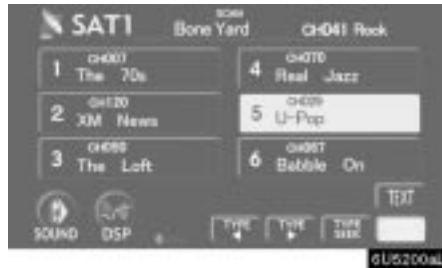 SAT1
SCAN
Bone Yard
CH041 Rock
CH007
1 The 70s
CH070
4 Real Jazz
CH120
2 XM News
CH029
5 U-Pop
CH050
3 The Loft
CH067
6 Babble On
TEXT
SOUND
DSP
TYPE
TYPE
TYPE SEEK
6U5200aL